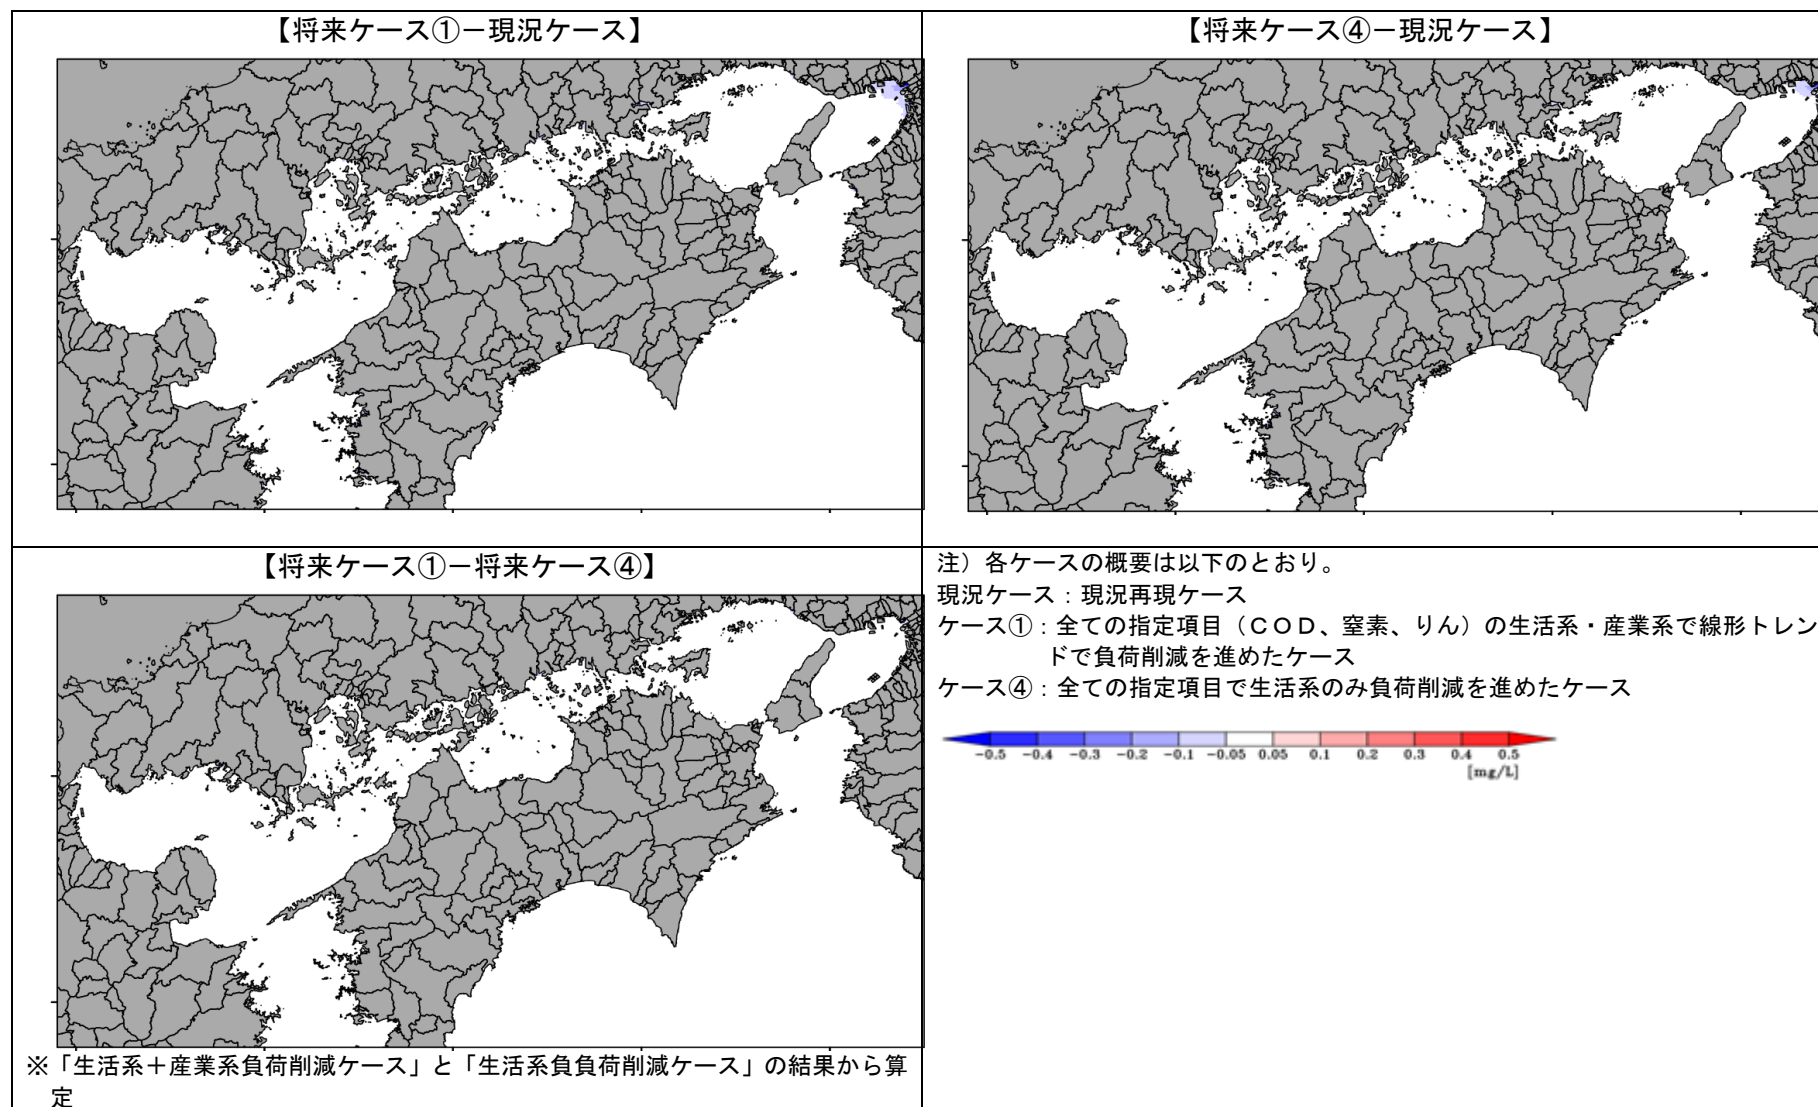 【将来ケース①－現況ケース】
【将来ケース④－現況ケース】
【将来ケース①－将来ケース④】
※「生活系＋産業系負荷削減ケース」と「生活系負負荷削減ケース」の結果から算
定
注）各ケースの概要は以下のとおり。
現況ケース：現況再現ケース
ケース①：全ての指定項目（ＣＯＤ、窒素、りん）の生活系・産業系で線形トレン
ドで負荷削減を進めたケース
ケース④：全ての指定項目で生活系のみ負荷削減を進めたケース
-0.5 -0.4 -0.3 -0.2 -0.1 -0.05 0.05 0.1 0.2 0.3 0.4 0.5
[mg/L]